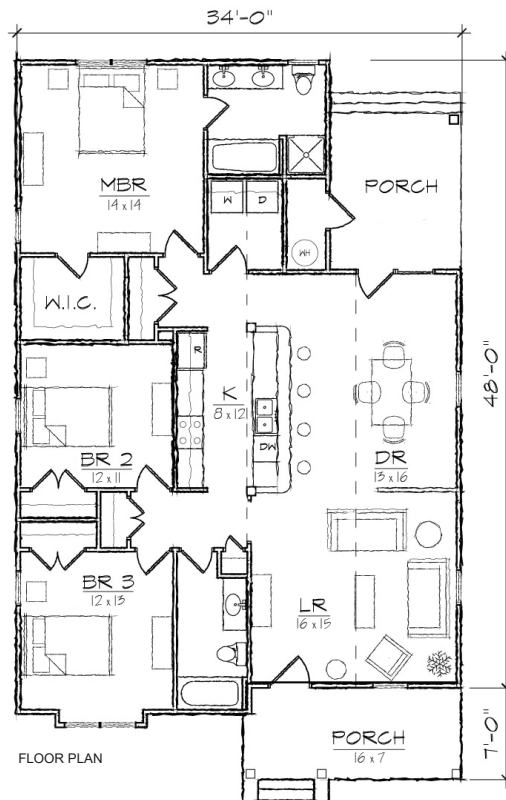 34'-0"
MBR
14 x 14
PORCH
W
D
WH
W.I.C.
48'-0"
R
K
8 x 12
DW
BR 2
12 x 11
DR
13 x 16
BR 3
12 x 13
LR
16 x 15
FLOOR PLAN
PORCH
16 x 7
7'-0"